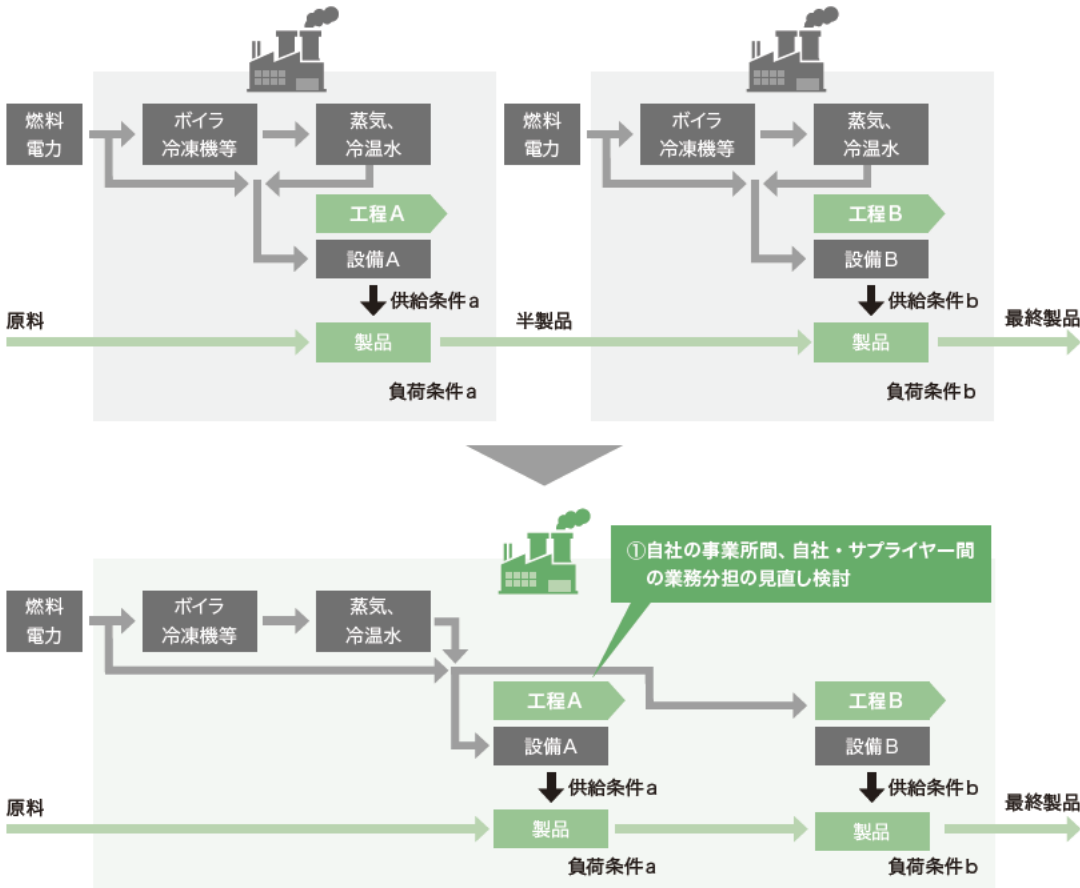 燃料
電力
ボイラ
冷凍機等
蒸気、
冷温水
工程A
設備A
供給条件a
原料
製品
負荷条件a
半製品
燃料
電力
ボイラ
冷凍機等
蒸気、
冷温水
工程B
設備B
供給条件b
製品
最終製品
負荷条件b
①自社の事業所間、自社・サプライヤー間
の業務分担の見直し検討
燃料
電力
ボイラ
冷凍機等
蒸気、
冷温水
工程A
設備A
供給条件a
工程B
設備B
供給条件b
原料
製品
負荷条件a
製品
負荷条件b
最終製品